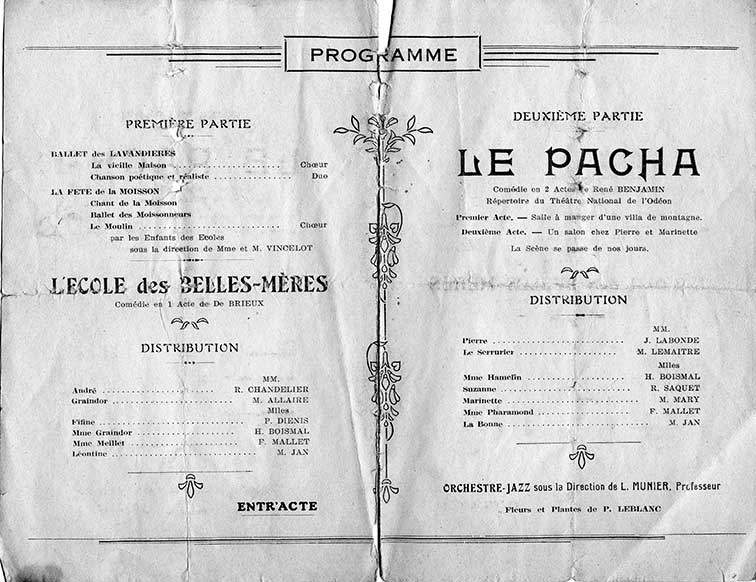 PROGRAMME
PREMIÈRE PARTIE
BALLET des LAVANDIERES
La vieille Maison Chœur
Chanson poétique et réaliste Duo
LA FETE de la MOISSON
Chant de la Moisson
Ballet des Moissonneurs
Le Moulin Chœur
par les Enfants des Ecoles
sous la direction de Mme et M. VINCELOT
L'ECOLE des BELLES-MÈRES
Comédie en 1 Acte de De BRIEUX
DISTRIBUTION
MM.
André R. CHANDELIER
Graindor M. ALLAIRE
Mlles
Fifine P. DIENIS
Mme Graindor H. BOISMAL
Mme Meillet F. MALLET
Léontine M. JAN
ENTR'ACTE
DEUXIÈME PARTIE
LE PACHA
Comédie en 2 Actes de René BENJAMIN
Répertoire du Théâtre National de l'Odéon
Premier Acte. — Salle à manger d'une villa de montagne.
Deuxième Acte. — Un salon chez Pierre et Marinette
La Scène se passe de nos jours.
DISTRIBUTION
MM.
Pierre J. LABONDE
Le Serrurier M. LEMAITRE
Mlles
Mme Hamelin H. BOISMAL
Suzanne R. SAQUET
Marinette M. MARY
Mme Pharamond F. MALLET
La Bonne M. JAN
ORCHESTRE-JAZZ sous la Direction de L. MUNIER, Professeur
Fleurs et Plantes de P. LEBLANC